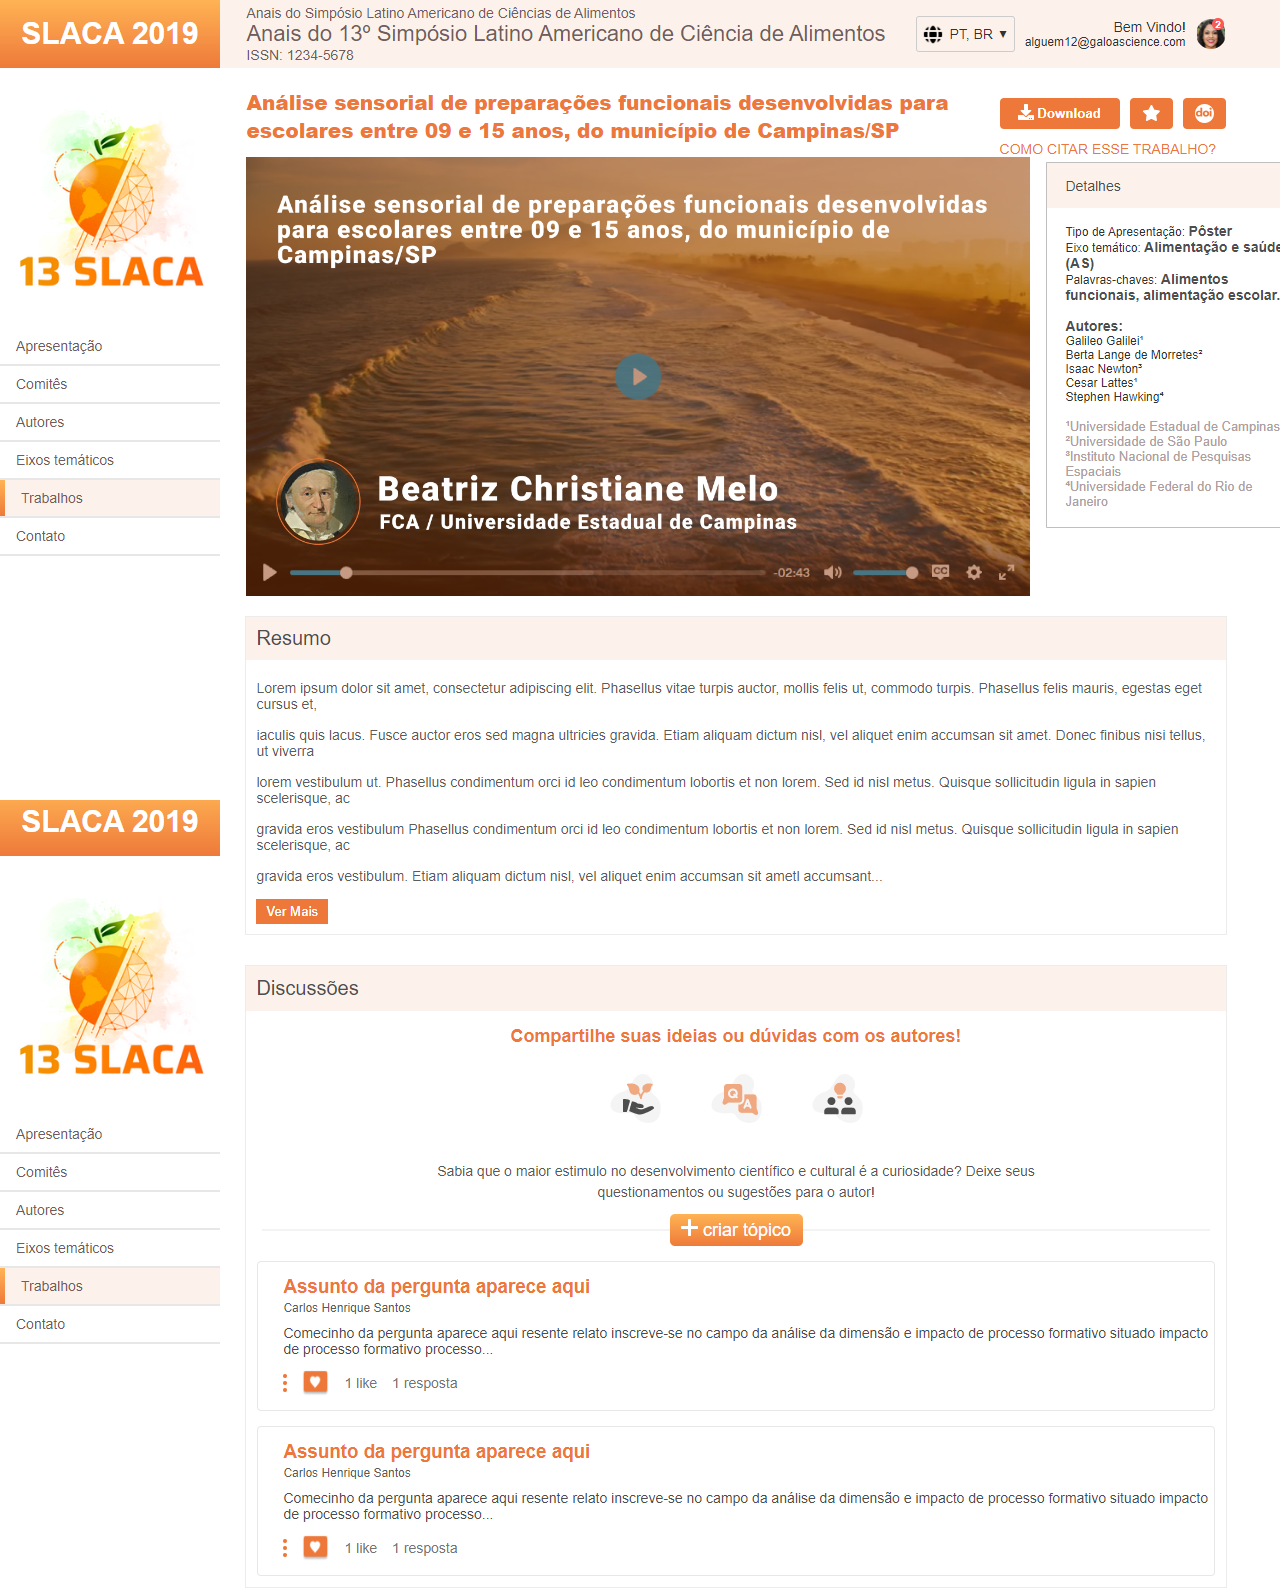 SLACA 2019
Anais do Simpósio Latino Americano de Ciências de Alimentos
Anais do 13º Simpósio Latino Americano de Ciência de Alimentos
ISSN: 1234-5678
PT, BR ▼
Bem Vindo!
alguem12@galoascience.com
2
13 SLACA
Apresentação
Comitês
Autores
Eixos temáticos
Trabalhos
Contato
Análise sensorial de preparações funcionais desenvolvidas para
escolares entre 09 e 15 anos, do município de Campinas/SP
Download
doi
COMO CITAR ESSE TRABALHO?
Análise sensorial de preparações funcionais desenvolvidas
para escolares entre 09 e 15 anos, do município de
Campinas/SP
Beatriz Christiane Melo
FCA / Universidade Estadual de Campinas
-02:43
CC
Detalhes
Tipo de Apresentação: Pôster
Eixo temático: Alimentação e saúde
(AS)
Palavras-chaves: Alimentos
funcionais, alimentação escolar.
Autores:
Galileo Galilei¹
Berta Lange de Morretes²
Isaac Newton³
Cesar Lattes¹
Stephen Hawking⁴
¹Universidade Estadual de Campinas
²Universidade de São Paulo
³Instituto Nacional de Pesquisas
Espaciais
⁴Universidade Federal do Rio de
Janeiro
Resumo
Lorem ipsum dolor sit amet, consectetur adipiscing elit. Phasellus vitae turpis auctor, mollis felis ut, commodo turpis. Phasellus felis mauris, egestas eget
cursus et,
iaculis quis lacus. Fusce auctor eros sed magna ultricies gravida. Etiam aliquam dictum nisl, vel aliquet enim accumsan sit amet. Donec finibus nisi tellus,
ut viverra
lorem vestibulum ut. Phasellus condimentum orci id leo condimentum lobortis et non lorem. Sed id nisl metus. Quisque sollicitudin ligula in sapien
scelerisque, ac
gravida eros vestibulum Phasellus condimentum orci id leo condimentum lobortis et non lorem. Sed id nisl metus. Quisque sollicitudin ligula in sapien
scelerisque, ac
gravida eros vestibulum. Etiam aliquam dictum nisl, vel aliquet enim accumsan sit ametl accumsant...
Ver Mais
SLACA 2019
13 SLACA
Apresentação
Comitês
Autores
Eixos temáticos
Trabalhos
Contato
Discussões
Compartilhe suas ideias ou dúvidas com os autores!
Q
A
Sabia que o maior estimulo no desenvolvimento científico e cultural é a curiosidade? Deixe seus
questionamentos ou sugestões para o autor!
+ criar tópico
Assunto da pergunta aparece aqui
Carlos Henrique Santos
Comecinho da pergunta aparece aqui resente relato inscreve-se no campo da análise da dimensão e impacto de processo formativo situado impacto
de processo formativo processo...
1 like 1 resposta
Assunto da pergunta aparece aqui
Carlos Henrique Santos
Comecinho da pergunta aparece aqui resente relato inscreve-se no campo da análise da dimensão e impacto de processo formativo situado impacto
de processo formativo processo...
1 like 1 resposta